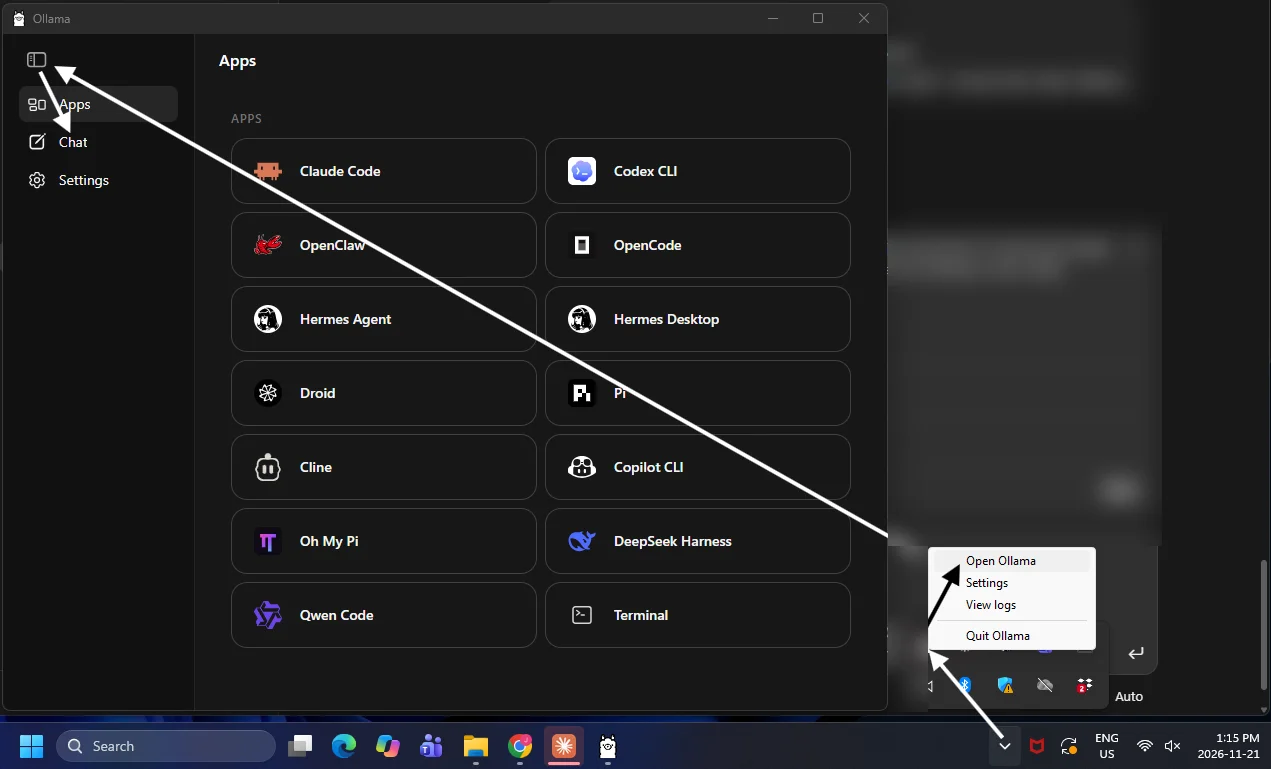 Ollama
Apps
Chat
Settings
Apps
APPS
Claude Code
Codex CLI
OpenClaw
OpenCode
Hermes Agent
Hermes Desktop
Droid
Pi
Cline
Copilot CLI
Oh My Pi
DeepSeek Harness
Qwen Code
Terminal
Open Ollama
Settings
View logs
Quit Ollama
2
Auto
Search
ENG
US
1:15 PM
2026-11-21